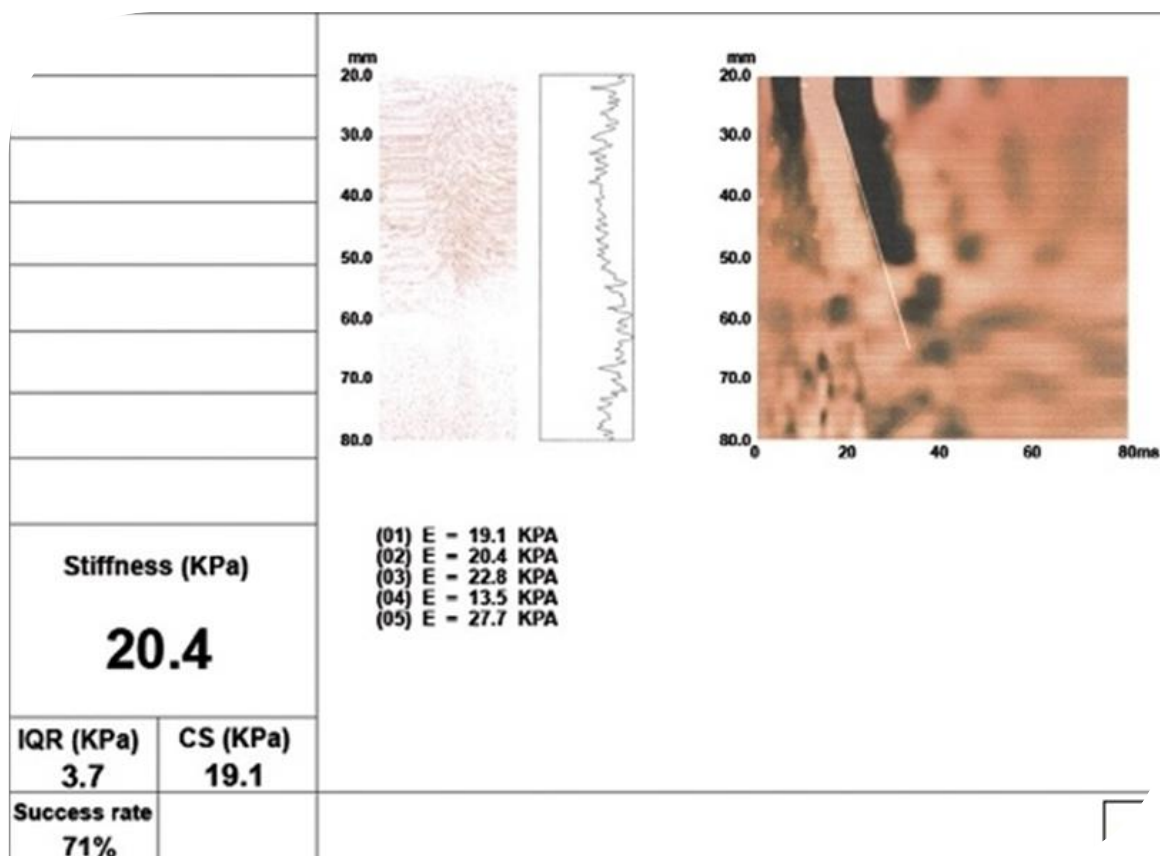 Stiffness (KPa)
20.4
IQR (KPa)
3.7
CS (KPa)
19.1
Success rate
71%
mm
20.0
30.0
40.0
50.0
60.0
70.0
80.0
mm
20.0
30.0
40.0
50.0
60.0
70.0
80.0
0 20 40 60 80ms
(01) E = 19.1 KPA
(02) E = 20.4 KPA
(03) E = 22.8 KPA
(04) E = 13.5 KPA
(05) E = 27.7 KPA